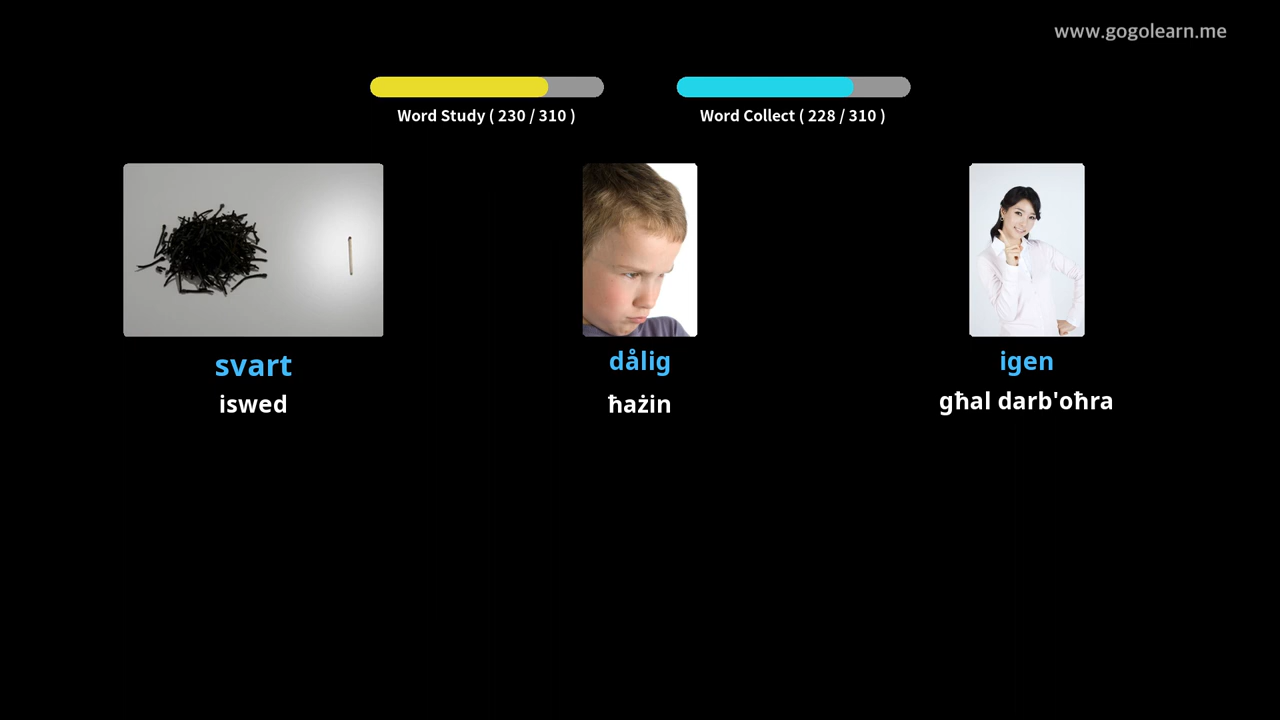 www.gogolearn.me
Word Study ( 230 / 310 )
Word Collect ( 228 / 310 )
svart
iswed
dålig
ħażin
igen
għal darb'oħra